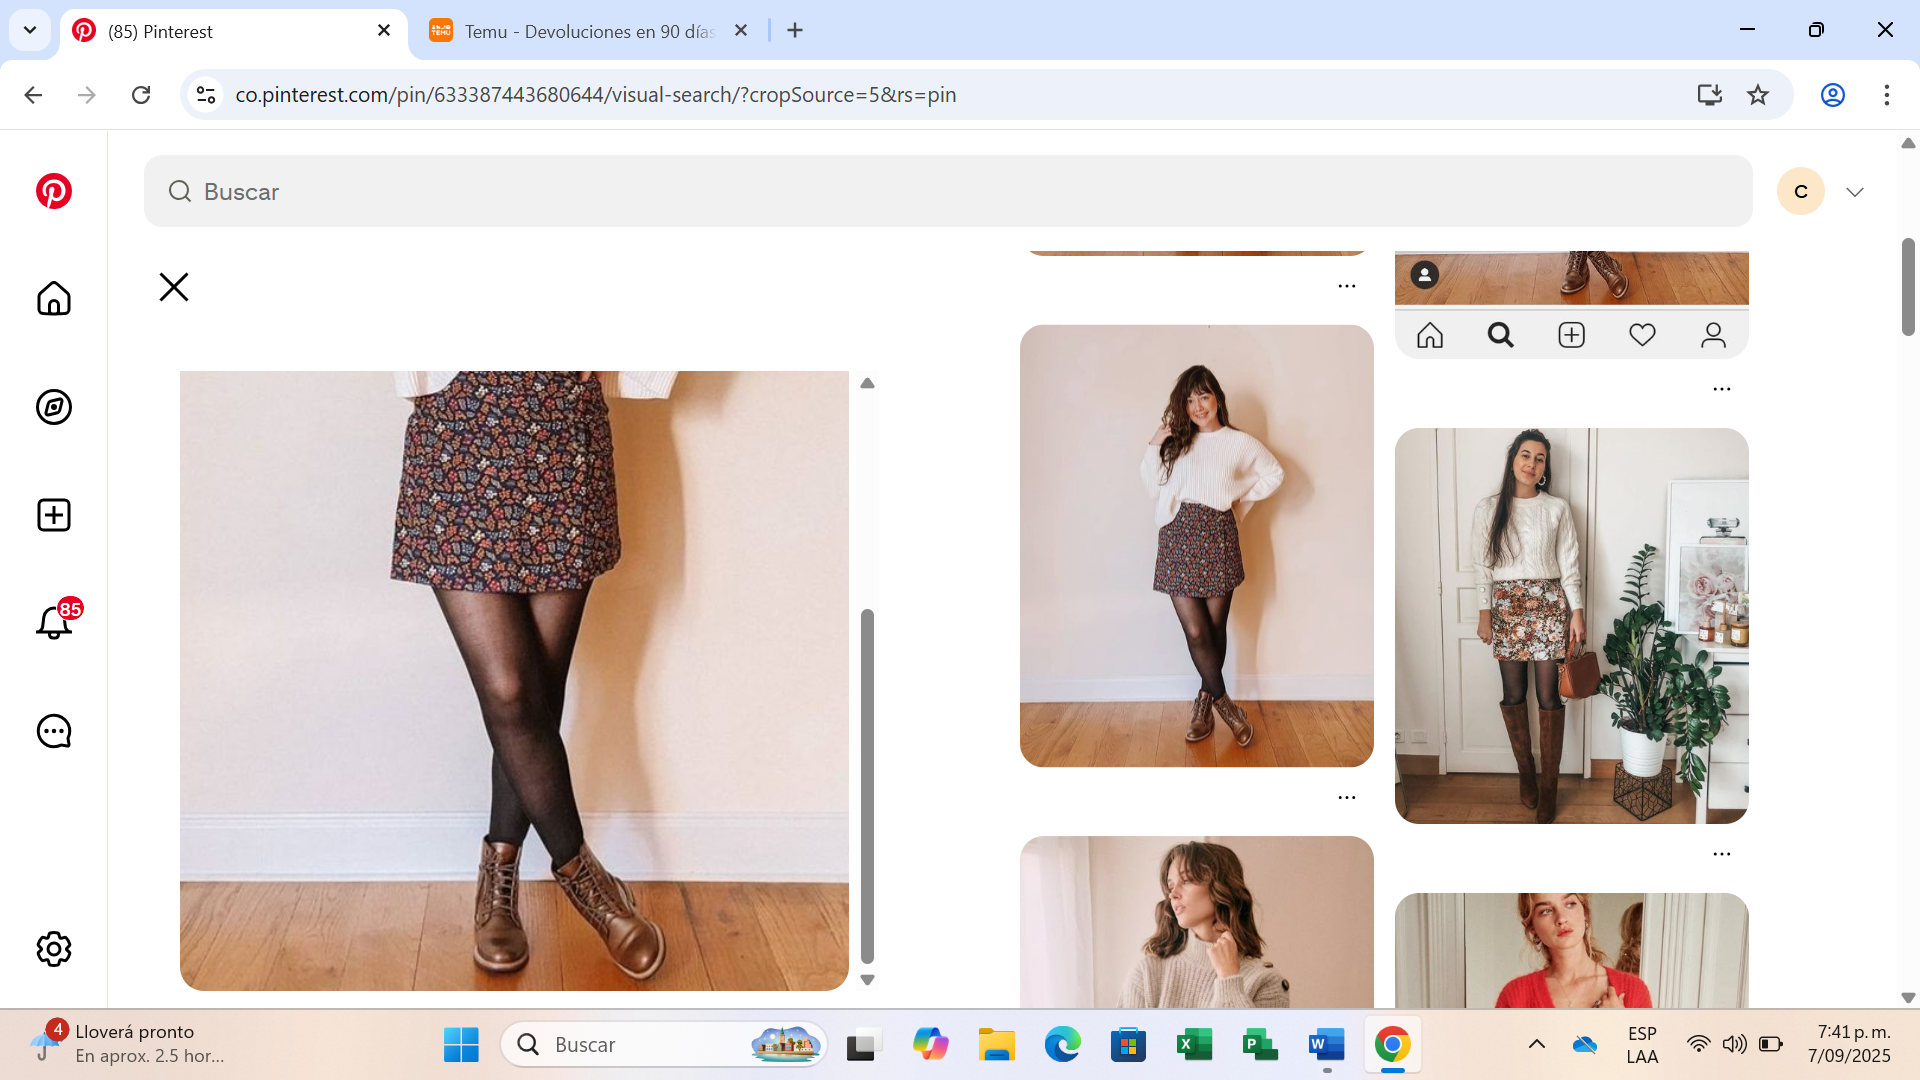 (85) Pinterest
Temu - Devoluciones en 90 días
co.pinterest.com/pin/633387443680644/visual-search/?cropSource=5&rs=pin
Buscar
C
85
4
Lloverá pronto
En aprox. 2.5 hor...
Buscar
ESP
LAA
7:41 p. m.
7/09/2025